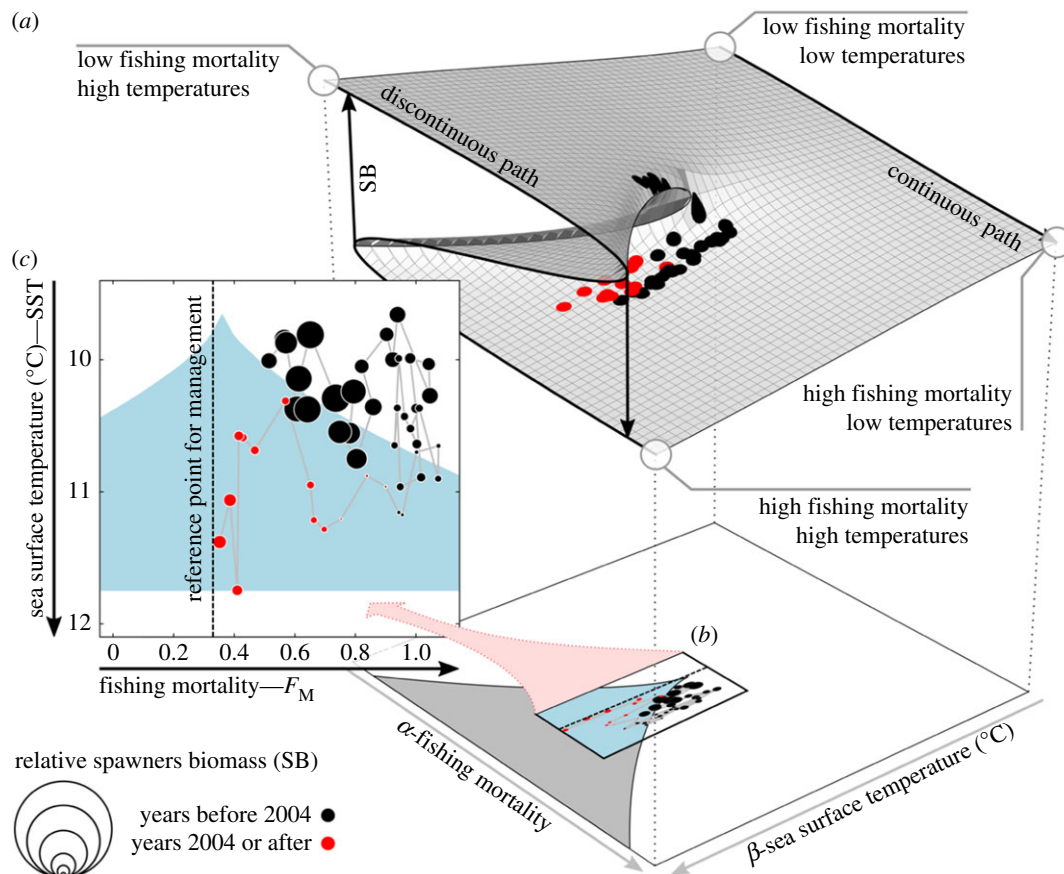 (a)
low fishing mortality
high temperatures
low fishing mortality
low temperatures
discontinuous path
continuous path
SB
high fishing mortality
low temperatures
high fishing mortality
high temperatures
(c)
sea surface temperature (°C)—SST
10
11
12
reference point for management
0 0.2 0.4 0.6 0.8 1.0
fishing mortality—F_M
(b)
α-fishing mortality
β-sea surface temperature (°C)
relative spawners biomass (SB)
years before 2004
years 2004 or after